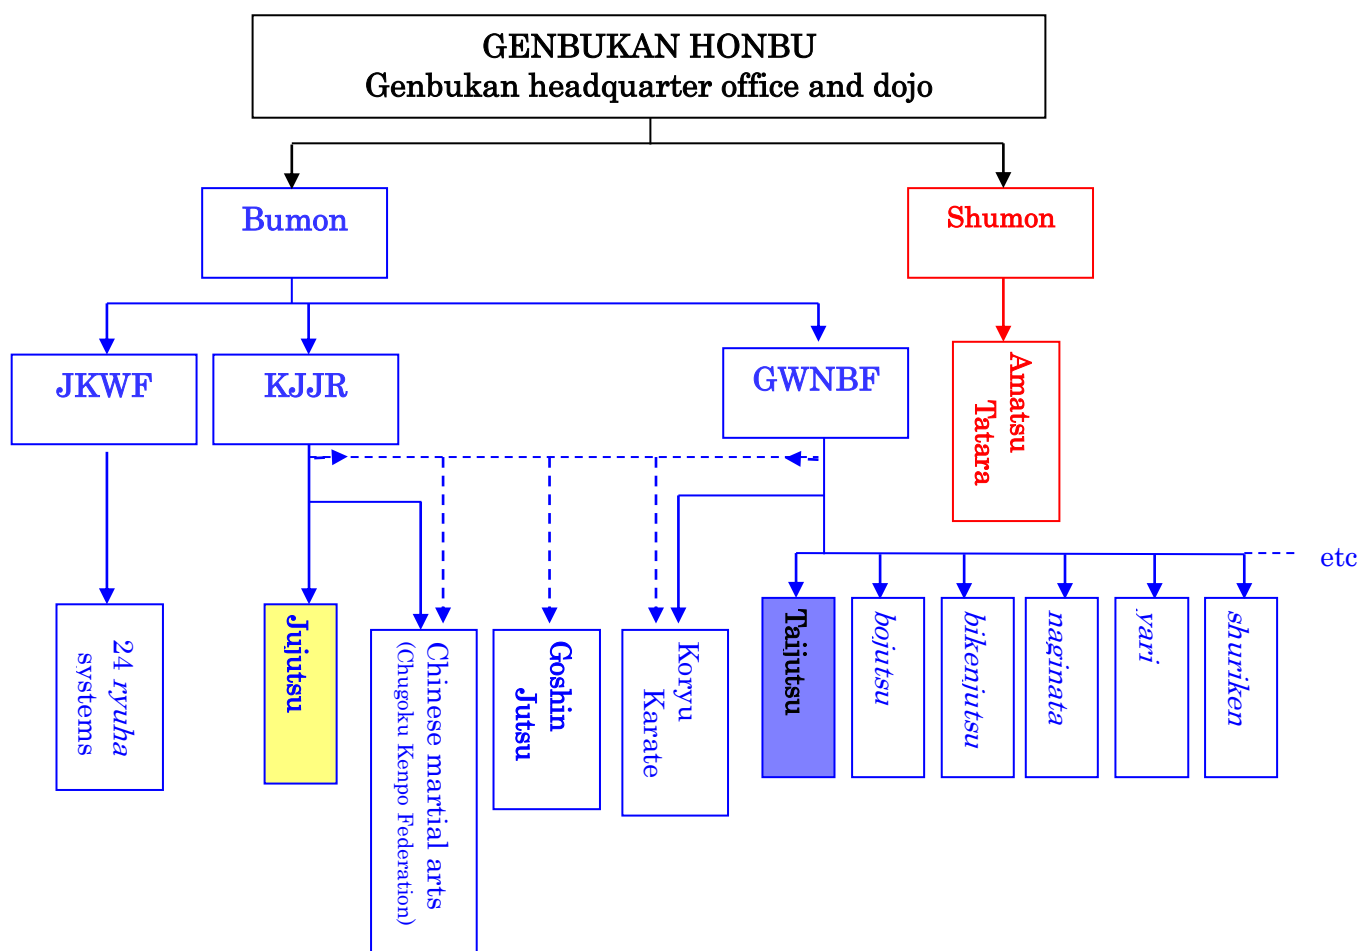 GENBUKAN HONBU
Genbukan headquarter office and dojo
Bumon
Shumon
JKWF
KJJR
GWNBF
Amatsu
Tatara
etc
24 ryuha
systems
Jujutsu
Chinese martial arts
(Chugoku Kenpo Federation)
Goshin
Jutsu
Koryu
Karate
Taijutsu
bojutsu
bikenjutsu
naginata
yari
shuriken